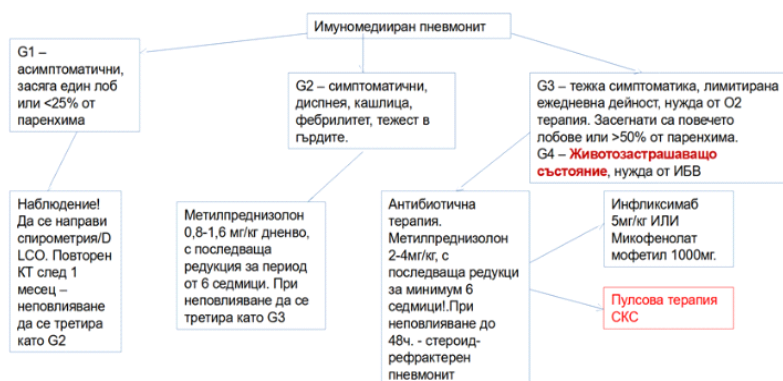 Имуномедииран пневмонит
G1 –
асимптоматични,
засяга един лоб
или <25% от
паренхима
G2 – симптоматични,
диспнея, кашлица,
фебрилитет, тежест в
гърдите.
G3 – тежка симптоматика, лимитирана
ежедневна дейност, нужда от О2
терапия. Засегнати са повечето
лобове или >50% от паренхима.
G4 – Животозастрашаващо
състояние, нужда от ИБВ
Наблюдение!
Да се направи
спирометрия/D
LCO. Повторен
КТ след 1
месец –
неповлияване
да се третира
като G2
Метилпреднизолон
0,8-1,6 мг/кг дневно,
с последваща
редукция за период
от 6 седмици. При
неповлияване да се
третира като G3
Антибиотична
терапия.
Метилпреднизолон
2-4мг/кг, с
последваща редукци
за минимум 6
седмици!.При
неповлияване до
48ч. - стероид-
рефрактерен
пневмонит
Инфликсимаб
5мг/кг ИЛИ
Микофенолат
мофетил 1000мг.
Пулсова терапия
СКС